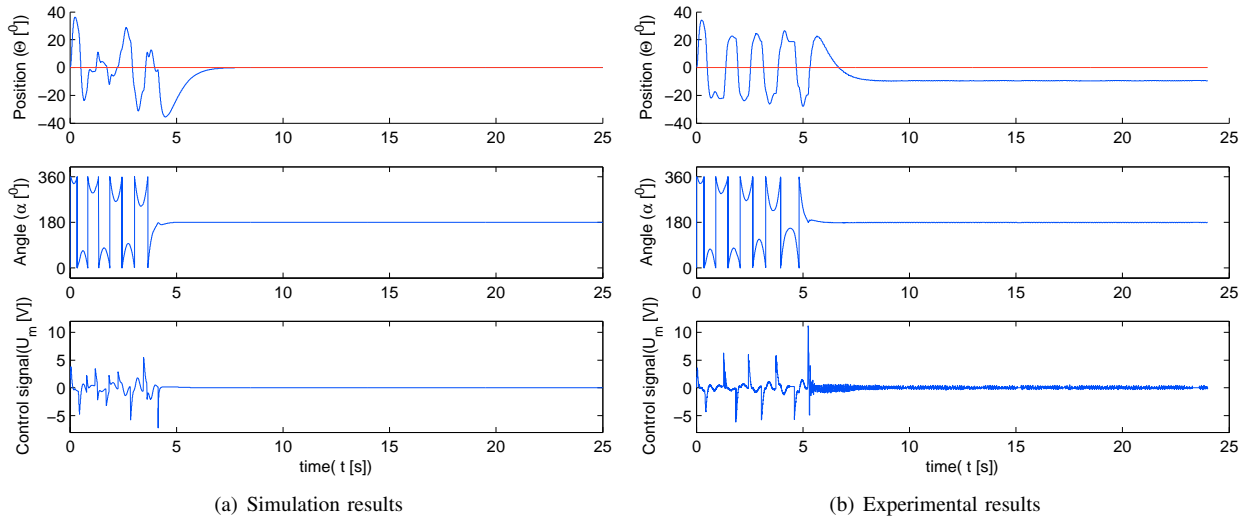 40
20
0
−20
−40
Position (Θ [⁰)
0 5 10 15 20 25
360
180
0
Angle (α [⁰)
0 5 10 15 20 25
10
5
0
−5
Control signal(U_m [V])
0 5 10 15 20 25
time( t [s])
(a) Simulation results
40
20
0
−20
−40
Position (Θ [⁰)
0 5 10 15 20 25
360
180
0
Angle (α [⁰)
0 5 10 15 20 25
10
5
0
−5
Control signal(U_m [V])
0 5 10 15 20 25
time( t [s])
(b) Experimental results